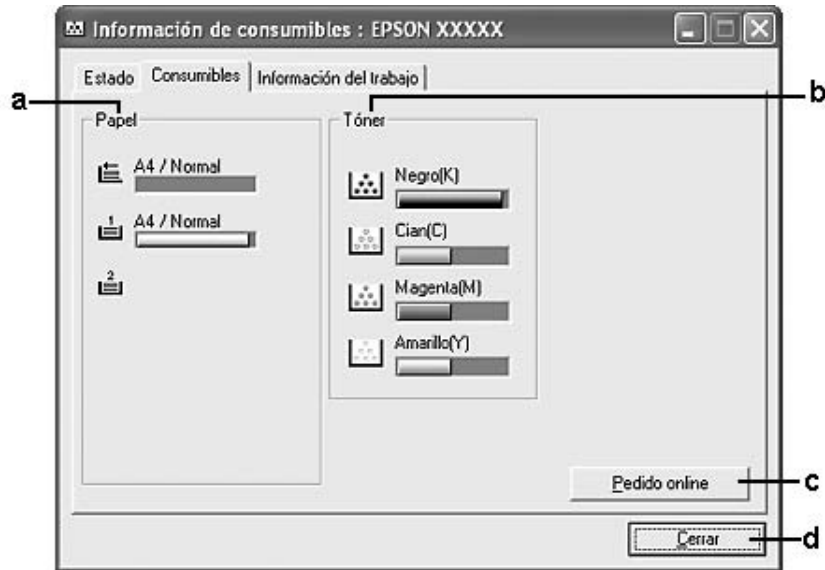 Información de consumibles : EPSON XXXXX
Estado Consumibles Información del trabajo
a
b
Papel
Tóner
A4 / Normal
1 A4 / Normal
2
Negro(K)
Cian(C)
Magenta(M)
Amarillo(Y)
Pedido online
c
Cerrar
d